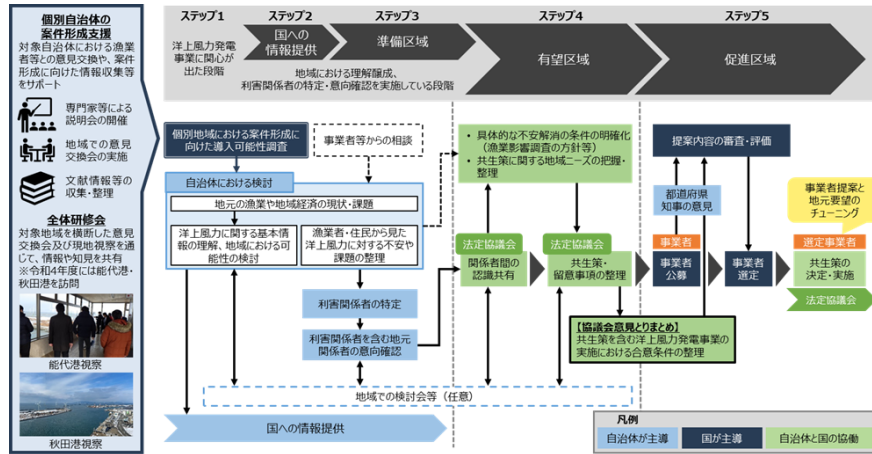 個別自治体の
案件形成支援
対象自治体における漁業
者等との意見交換や、案件
形成に向けた情報収集等
をサポート
専門家等による
説明会の開催
地域での意見
交換会の実施
文献情報等の
収集・整理
全体研修会
対象地域を横断した意見
交換会及び現地視察を通
じて、情報や知見を共有
※令和4年度には能代港・
秋田港を訪問
能代港視察
秋田港視察
ステップ1
洋上風力発電
事業に関心が
出た段階
ステップ2
国への
情報提供
ステップ3
準備区域
地域における理解醸成、
利害関係者の特定・意向確認を実施している段階
ステップ4
有望区域
ステップ5
促進区域
個別地域における案件形成に
向けた導入可能性調査
事業者等からの相談
自治体における検討
地元の漁業や地域経済の現状・課題
洋上風力に関する基本情
報の理解、地域における可
能性の検討
漁業者・住民から見た
洋上風力に対する不安や
課題の整理
利害関係者の特定
利害関係者を含む地元
関係者の意向確認
• 具体的な不安解消の条件の明確化
(漁業影響調査の方針等)
• 共生策に関する地域ニーズの把握・
整理
法定協議会
関係者間の
認識共有
法定協議会
共生策・
留意事項の整理
【協議会意見とりまとめ】
共生策を含む洋上風力発電事業の
実施における合意条件の整理
提案内容の審査・評価
都道府県
知事の意見
事業者
事業者
公募
事業者
選定
事業者提案と
地元要望の
チューニング
選定事業者
共生策の
決定・実施
法定協議会
地域での検討会等(任意)
国への情報提供
凡例
自治体が主導
国が主導
自治体と国の協働